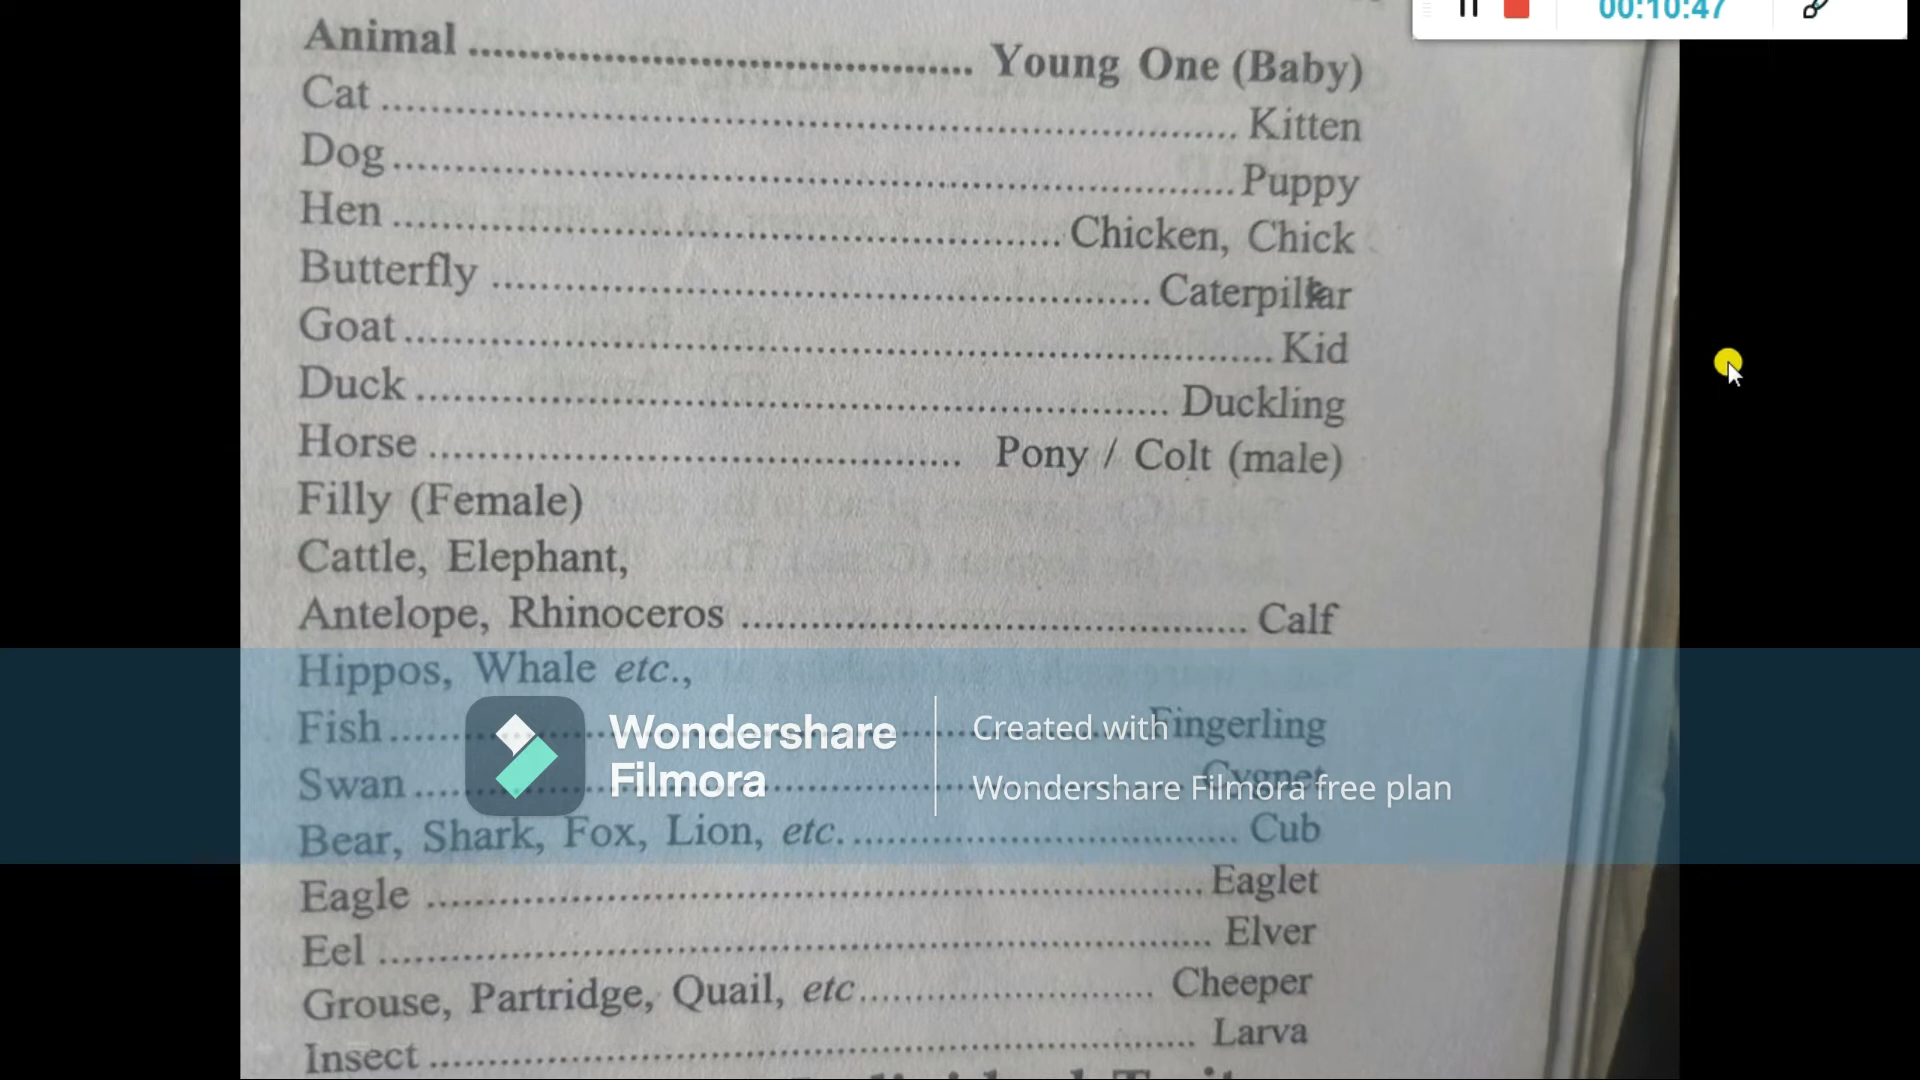 00:10:47
Animal ........................................ Young One (Baby)
Cat ........................................ Kitten
Dog ........................................ Puppy
Hen ........................................ Chicken, Chick
Butterfly ........................................ Caterpillar
Goat ........................................ Kid
Duck ........................................ Duckling
Horse ........................................ Pony / Colt (male)
Filly (Female)
Cattle, Elephant,
Antelope, Rhinoceros ........................................ Calf
Hippos, Whale etc.,
Fish ........................................ Fingerling
Swan ........................................ Cygnet
Bear, Shark, Fox, Lion, etc. ........................................ Cub
Eagle ........................................ Eaglet
Eel ........................................ Elver
Grouse, Partridge, Quail, etc ........................................ Cheeper
Insect ........................................ Larva
Wondershare
Filmora
Created with
Wondershare Filmora free plan